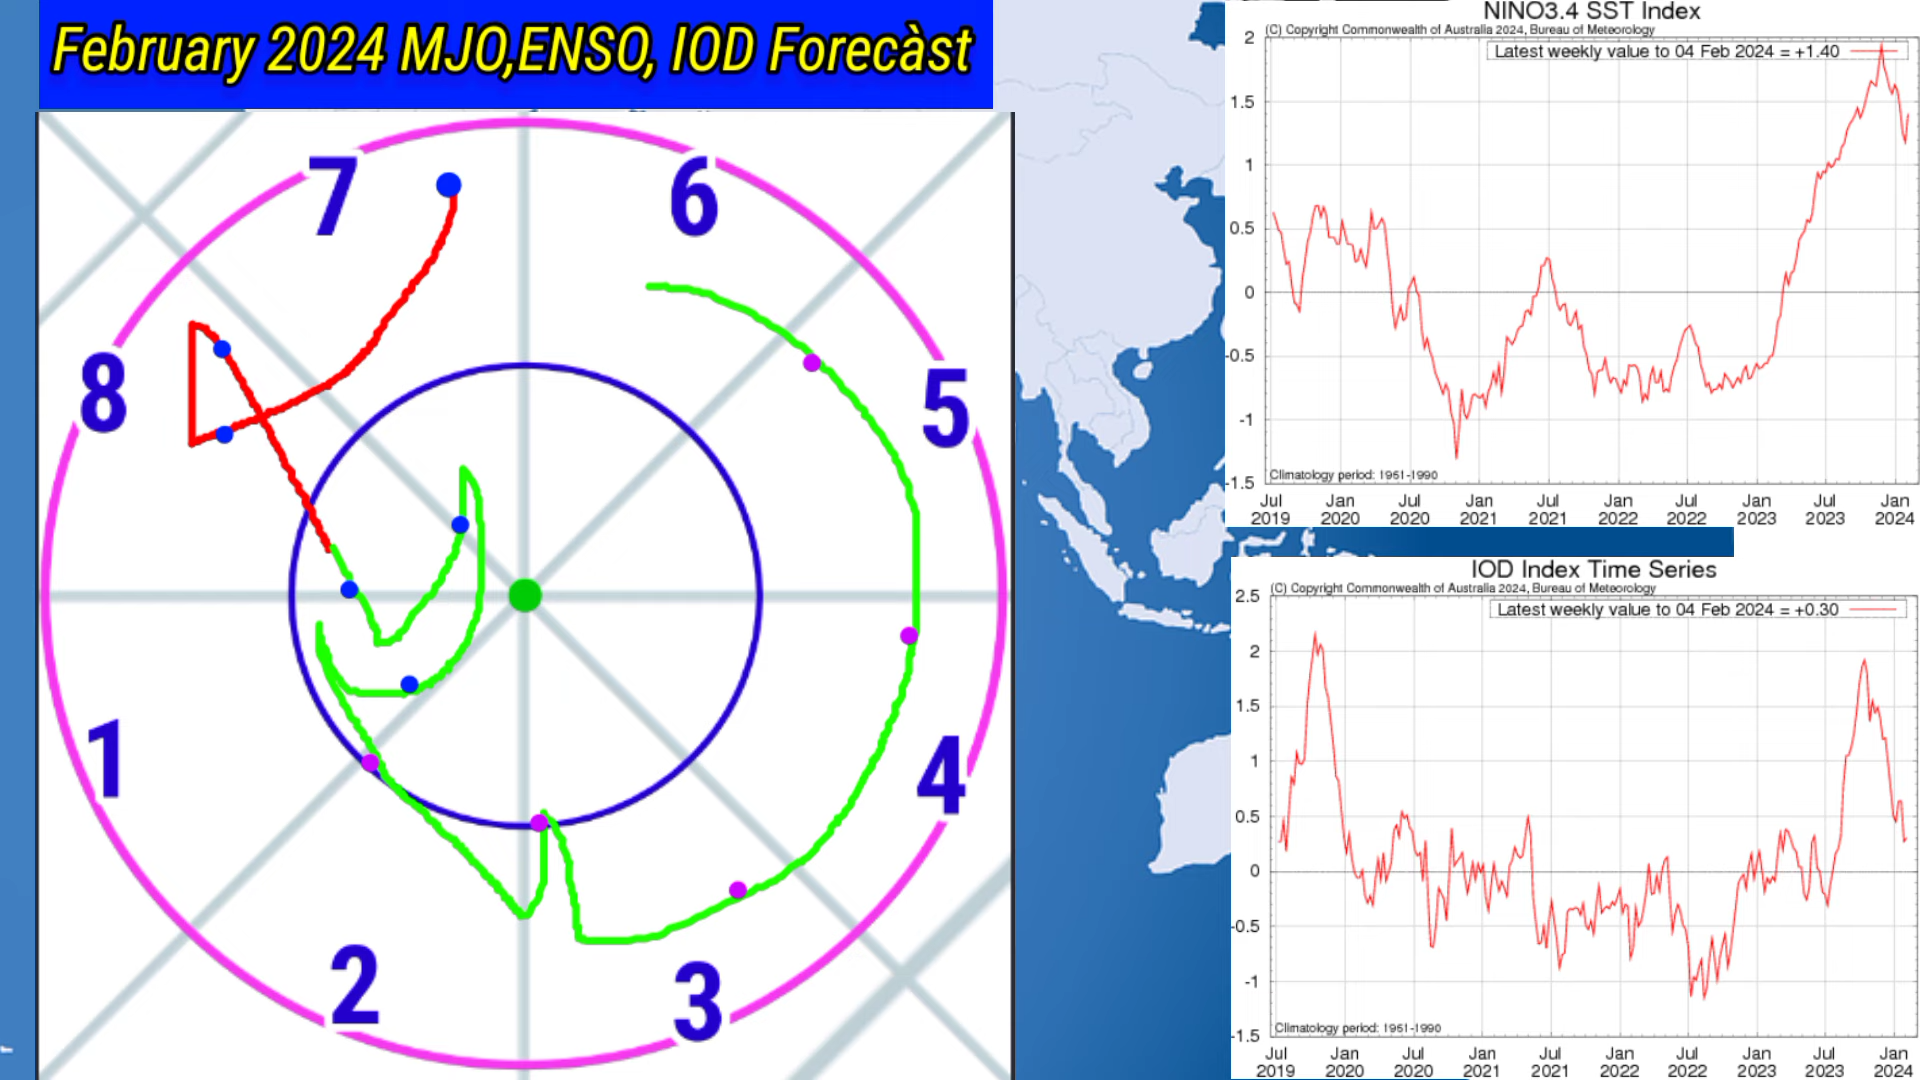 February 2024 MJO,ENSO, IOD Forecàst
7
6
8
5
1
4
2
3
NINO3.4 SST Index
(C) Copyright Commonwealth of Australia 2024, Bureau of Meteorology
Latest weekly value to 04 Feb 2024 = +1.40
2
1.5
1
0.5
0
-0.5
-1
-1.5
Climatology period: 1951-1990
Jul Jan Jul Jan Jul Jan Jul Jan Jul Jan
2019 2020 2020 2021 2021 2022 2022 2023 2023 2024
IOD Index Time Series
(C) Copyright Commonwealth of Australia 2024, Bureau of Meteorology
Latest weekly value to 04 Feb 2024 = +0.30
2.5
2
1.5
1
0.5
0
-0.5
-1
-1.5
Climatology period: 1951-1990
Jul Jan Jul Jan Jul Jan Jul Jan Jul Jan
2019 2020 2020 2021 2021 2022 2022 2023 2023 2024